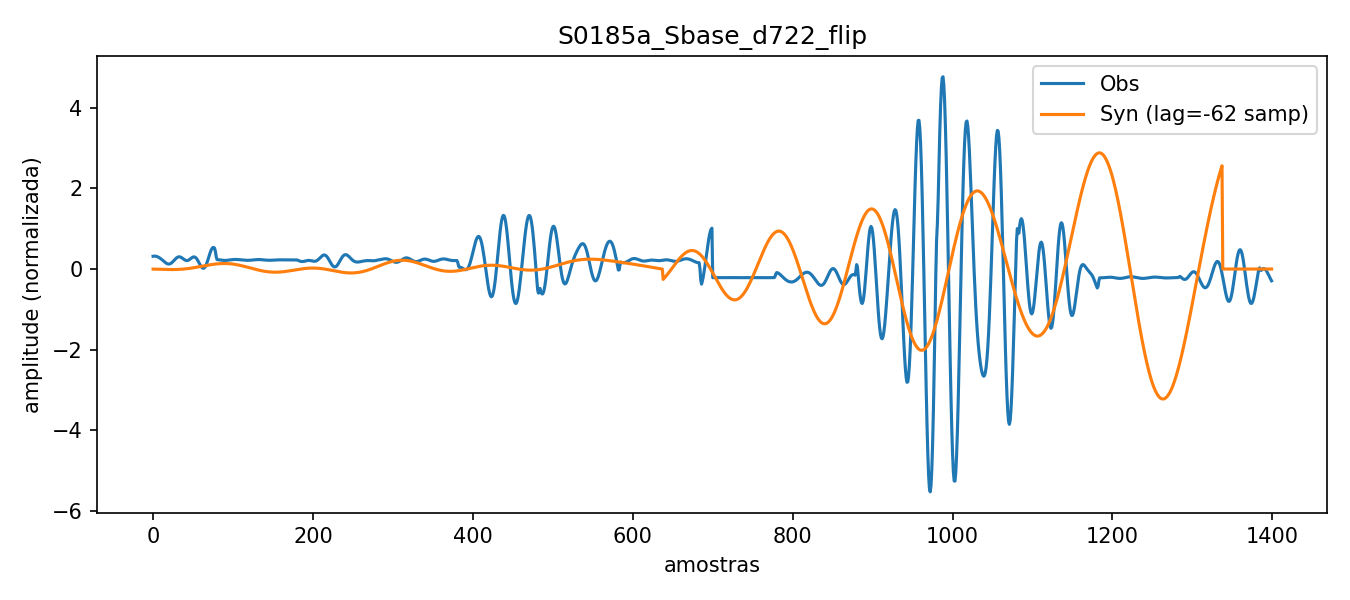 S0185a_Sbase_d722_flip
Obs
Syn (lag=-62 samp)
amplitude (normalizada)
4
2
0
−2
−4
−6
0 200 400 600 800 1000 1200 1400
amostras